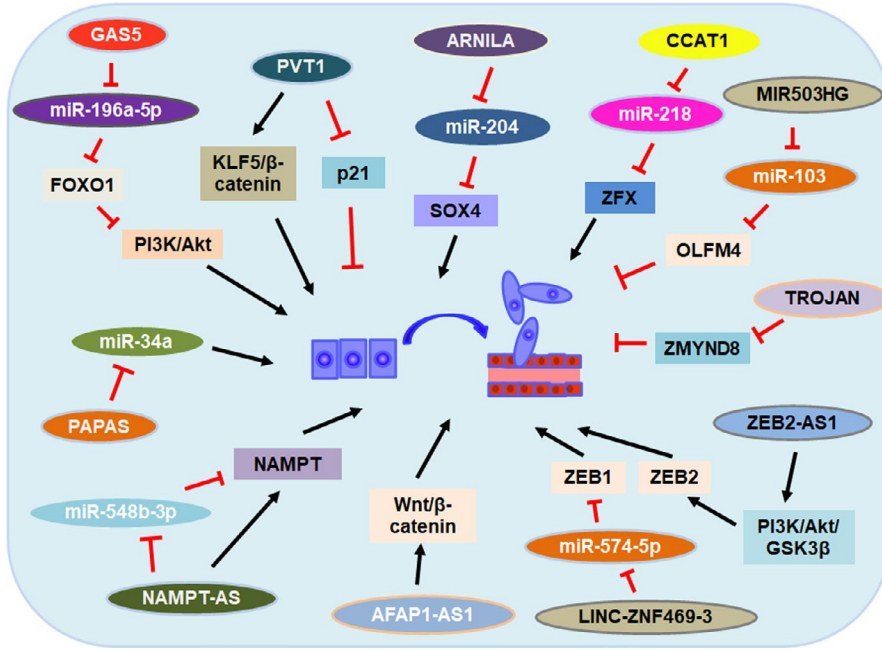 GAS5
PVT1
ARNILA
CCAT1
miR-196a-5p
miR-204
miR-218
MIR503HG
FOXO1
KLF5/β-
catenin
p21
SOX4
ZFX
miR-103
PI3K/Akt
OLFM4
TROJAN
miR-34a
ZMYND8
PAPAS
ZEB2-AS1
NAMPT
ZEB1
ZEB2
miR-548b-3p
Wnt/β-
catenin
PI3K/Akt/
GSK3β
miR-574-5p
NAMPT-AS
AFAP1-AS1
LINC-ZNF469-3